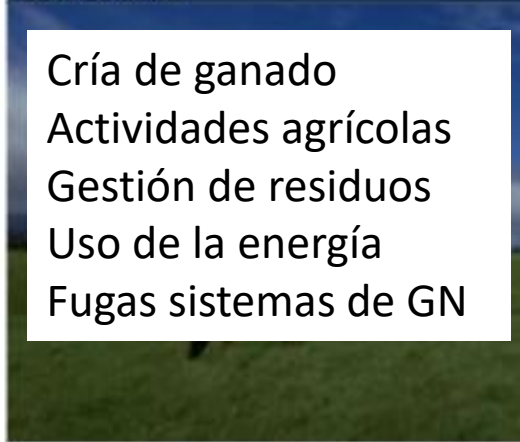 Cría de ganado
Actividades agrícolas
Gestión de residuos
Uso de la energía
Fugas sistemas de GN